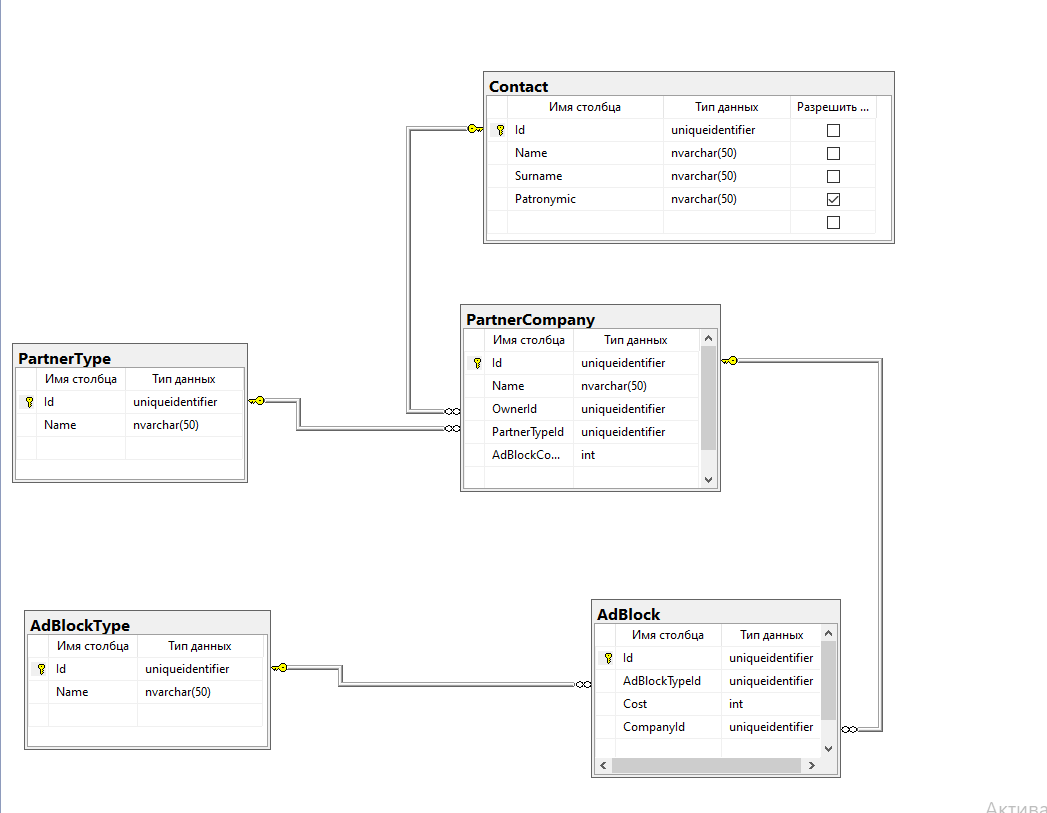 Contact
Имя столбца Тип данных Разрешить ...
Id uniqueidentifier
Name nvarchar(50)
Surname nvarchar(50)
Patronymic nvarchar(50)
PartnerCompany
Имя столбца Тип данных
Id uniqueidentifier
Name nvarchar(50)
OwnerId uniqueidentifier
PartnerTypeId uniqueidentifier
AdBlockCo... int
PartnerType
Имя столбца Тип данных
Id uniqueidentifier
Name nvarchar(50)
AdBlockType
Имя столбца Тип данных
Id uniqueidentifier
Name nvarchar(50)
AdBlock
Имя столбца Тип данных
Id uniqueidentifier
AdBlockTypeId uniqueidentifier
Cost int
CompanyId uniqueidentifier
Актива